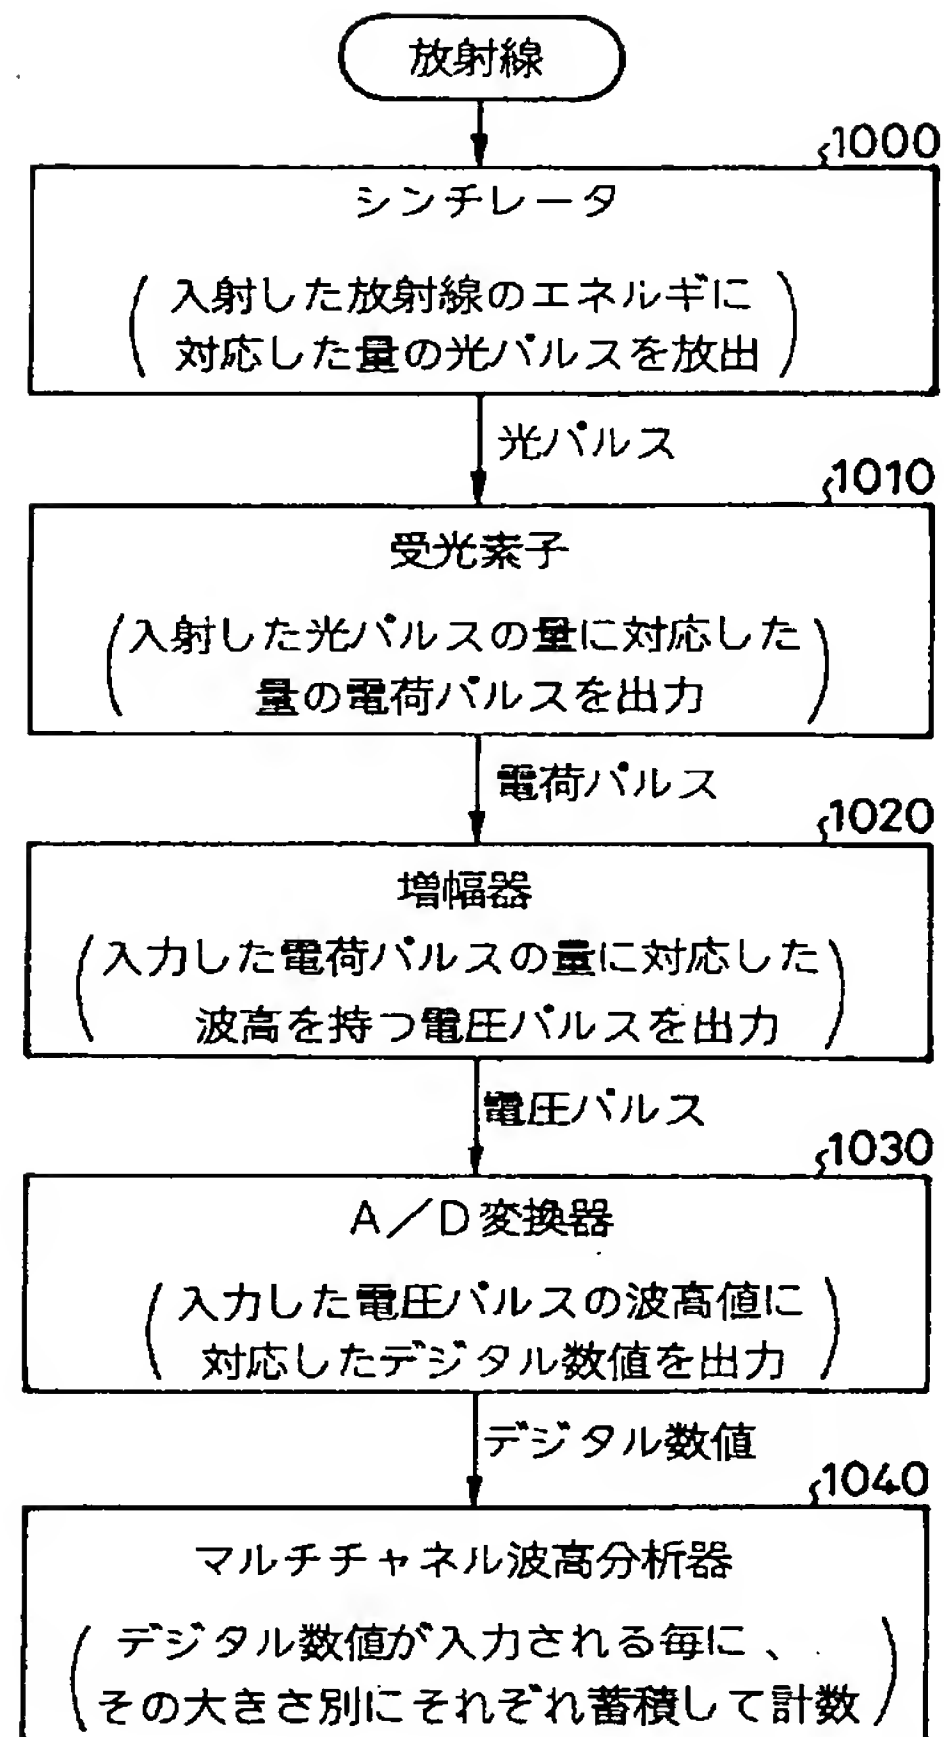 放射線
1000
シンチレータ
(入射した放射線のエネルギに
対応した量の光パルスを放出)
光パルス
1010
受光素子
(入射した光パルスの量に対応した
量の電荷パルスを出力)
電荷パルス
1020
増幅器
(入力した電荷パルスの量に対応した
波高を持つ電圧パルスを出力)
電圧パルス
1030
A/D変換器
(入力した電圧パルスの波高値に
対応したデジタル数値を出力)
デジタル数値
1040
マルチチャネル波高分析器
(デジタル数値が入力される毎に、
その大きさ別にそれぞれ蓄積して計数)